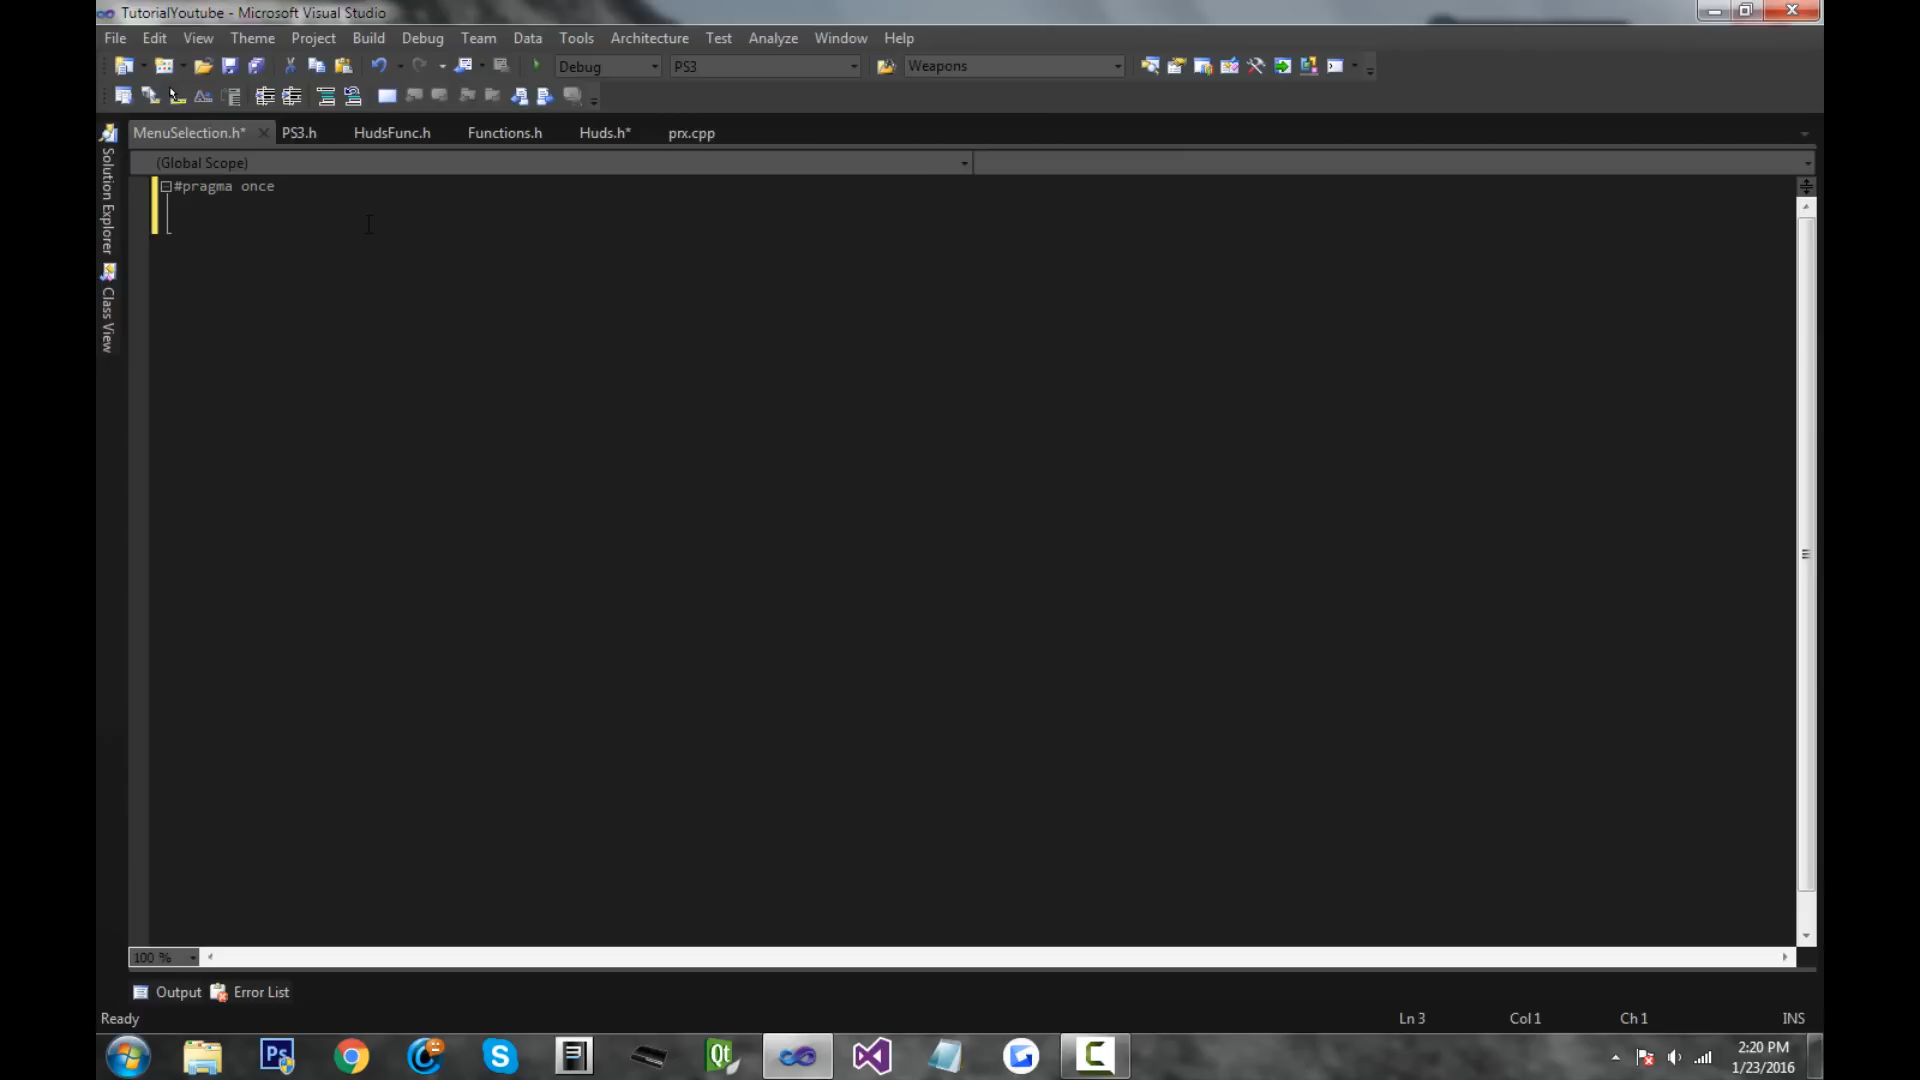 TutorialYoutube - Microsoft Visual Studio
File Edit View Theme Project Build Debug Team Data Tools Architecture Test Analyze Window Help
Debug PS3 Weapons
MenuSelection.h* PS3.h HudsFunc.h Functions.h Huds.h* prx.cpp
(Global Scope)
#pragma once
Solution Explorer
Class View
100 %
Output Error List
Ready Ln 3 Col 1 Ch 1 INS
Ps Qt
2:20 PM
1/23/2016